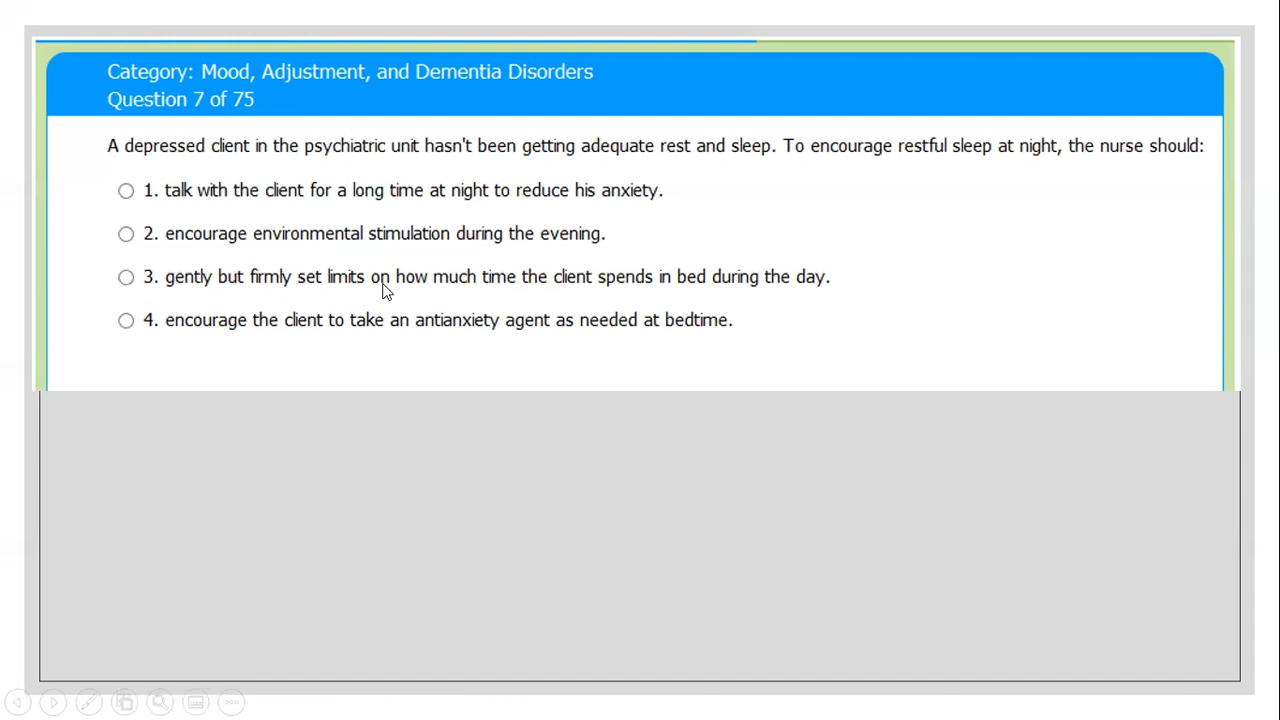 Category: Mood, Adjustment, and Dementia Disorders
Question 7 of 75
A depressed client in the psychiatric unit hasn't been getting adequate rest and sleep. To encourage restful sleep at night, the nurse should:
1. talk with the client for a long time at night to reduce his anxiety.
2. encourage environmental stimulation during the evening.
3. gently but firmly set limits on how much time the client spends in bed during the day.
4. encourage the client to take an antianxiety agent as needed at bedtime.